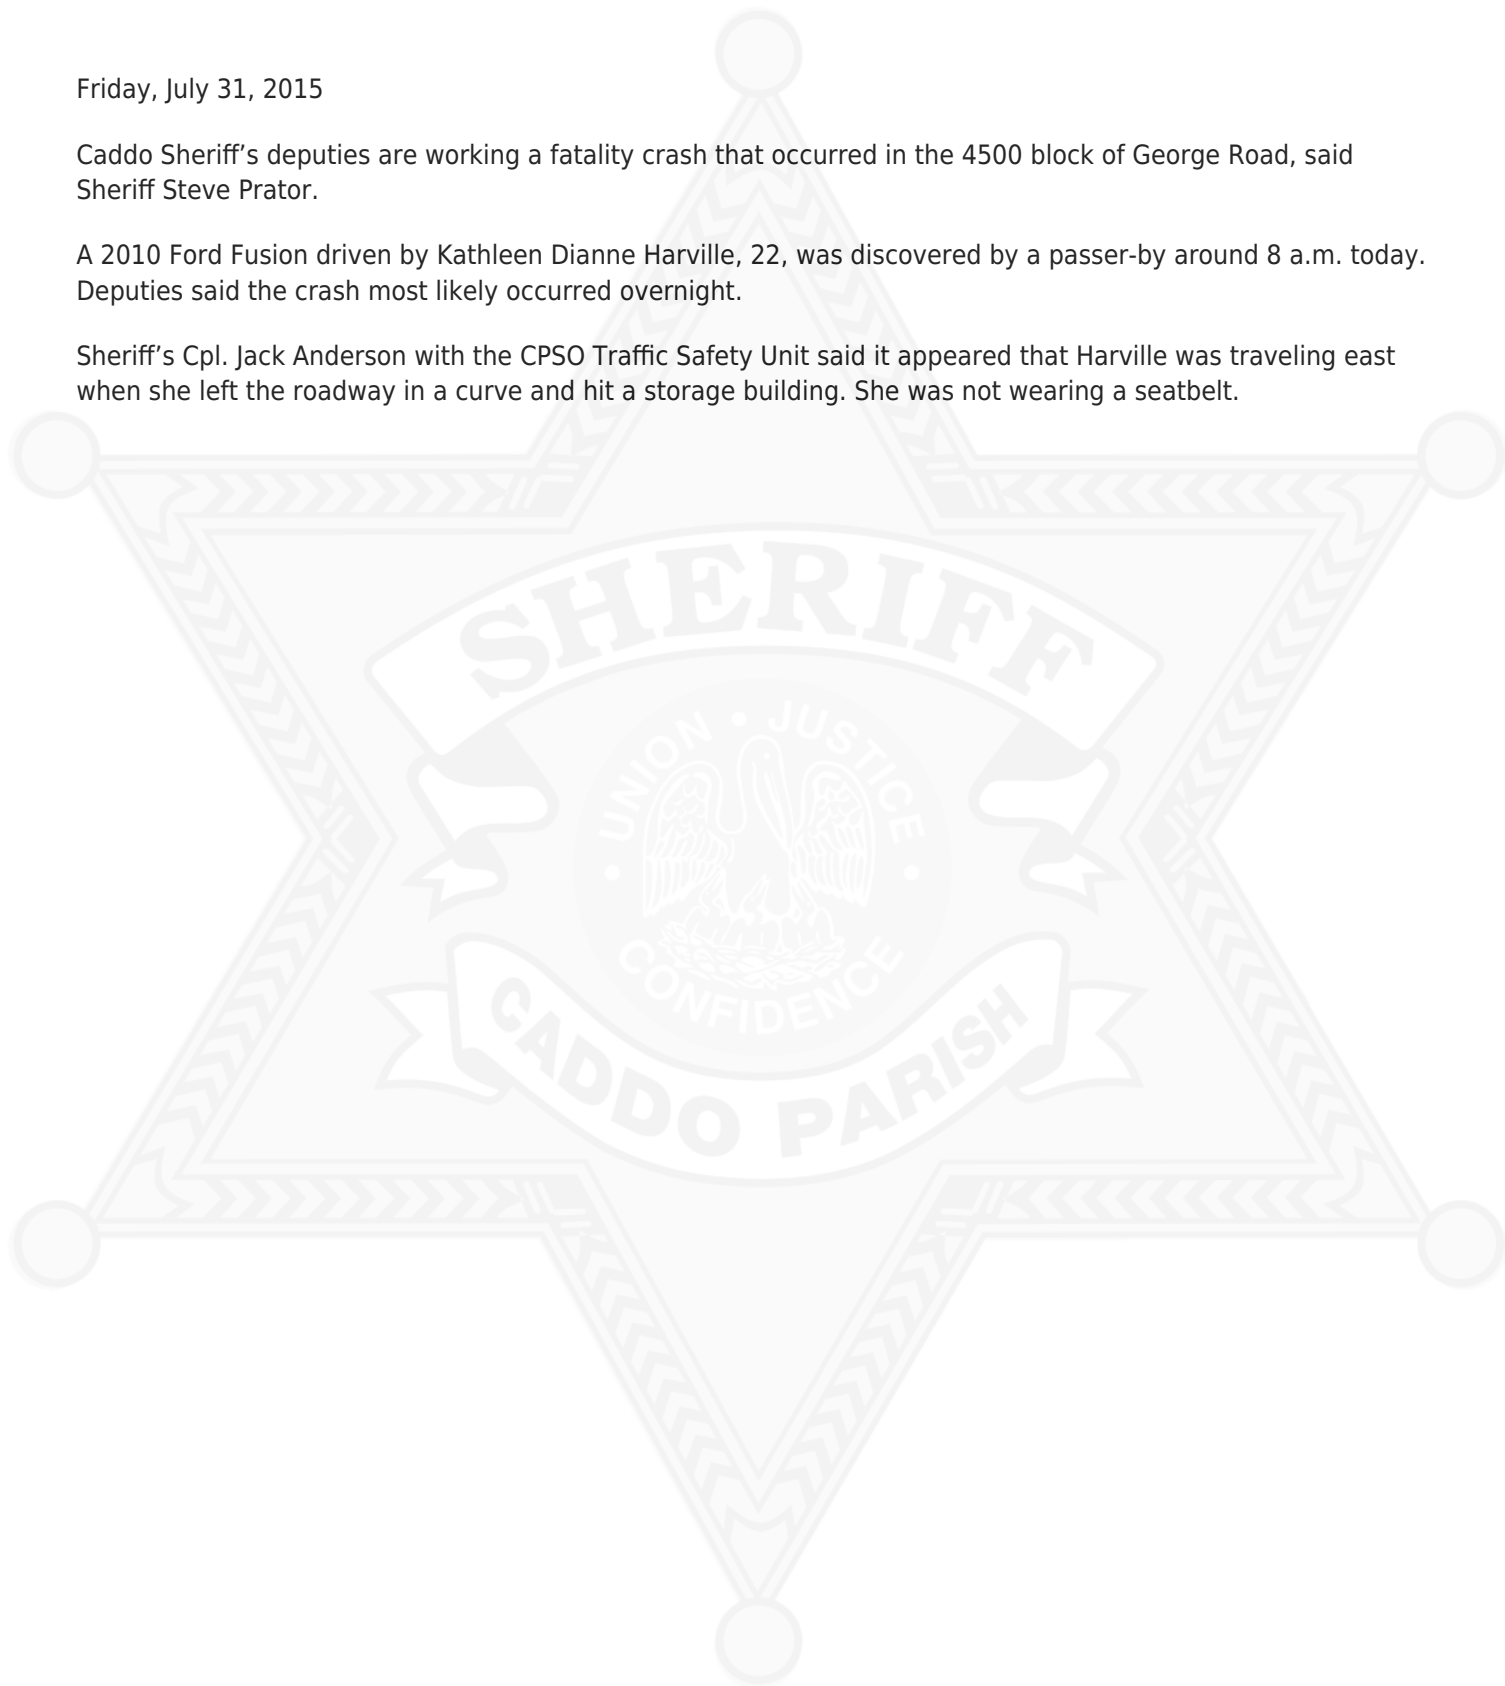 Friday, July 31, 2015
Caddo Sheriff’s deputies are working a fatality crash that occurred in the 4500 block of George Road, said
Sheriff Steve Prator.
A 2010 Ford Fusion driven by Kathleen Dianne Harville, 22, was discovered by a passer-by around 8 a.m. today.
Deputies said the crash most likely occurred overnight.
Sheriff’s Cpl. Jack Anderson with the CPSO Traffic Safety Unit said it appeared that Harville was traveling east
when she left the roadway in a curve and hit a storage building. She was not wearing a seatbelt.
SHERIFF
UNION • JUSTICE
• CONFIDENCE •
CADDO PARISH